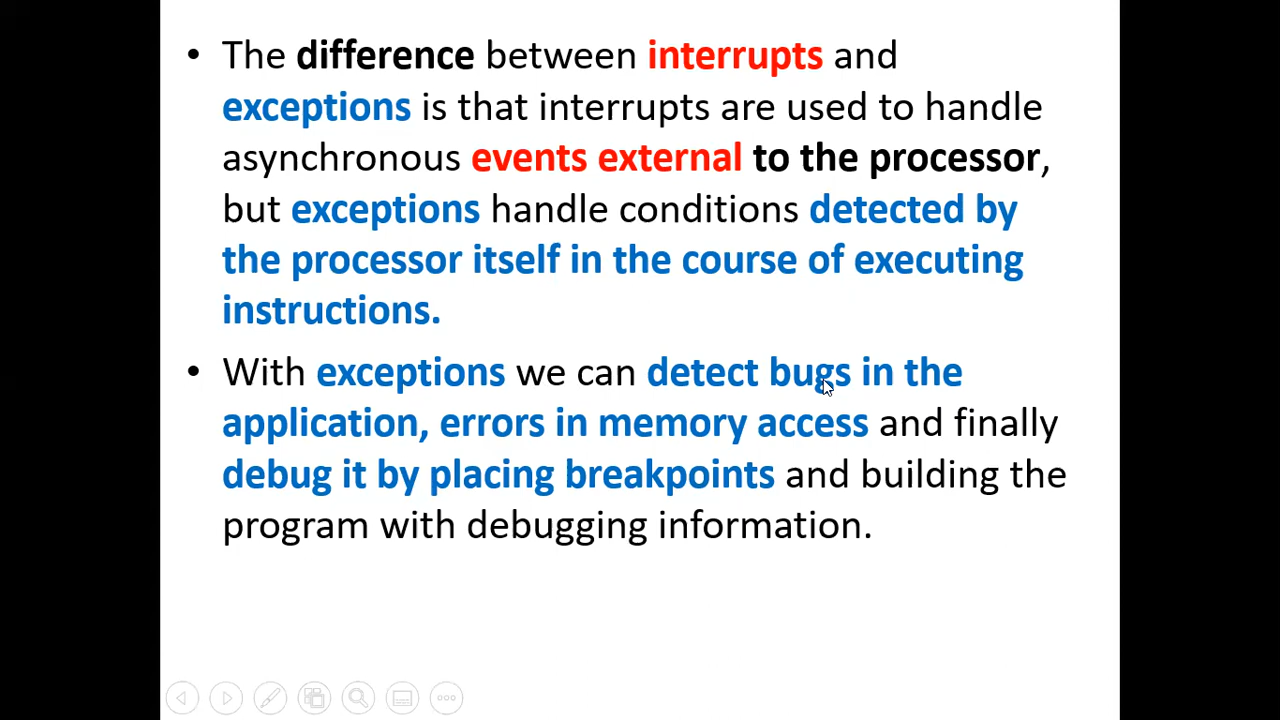 • The difference between interrupts and
exceptions is that interrupts are used to handle
asynchronous events external to the processor,
but exceptions handle conditions detected by
the processor itself in the course of executing
instructions.
• With exceptions we can detect bugs in the
application, errors in memory access and finally
debug it by placing breakpoints and building the
program with debugging information.